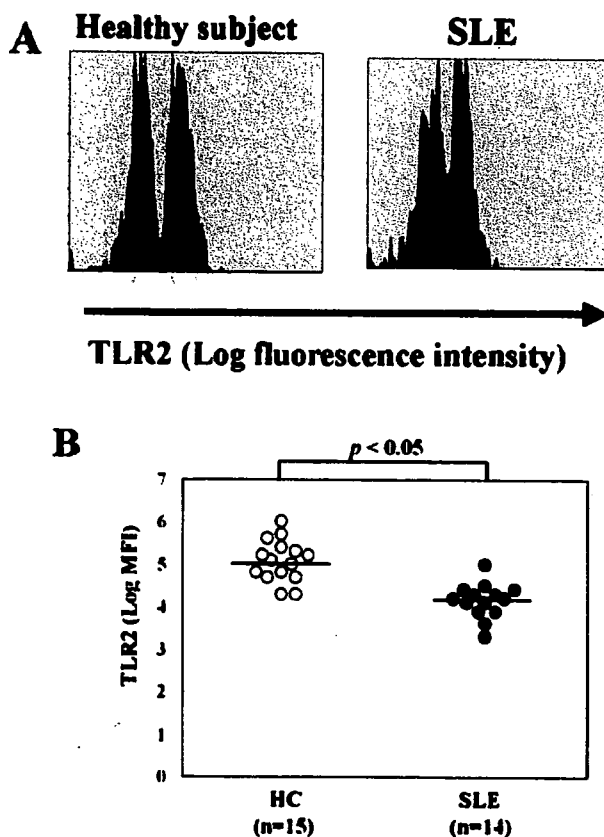 A
Healthy subject
SLE
TLR2 (Log fluorescence intensity)
B
p < 0.05
TLR2 (Log MFI)
7
6
5
4
3
2
1
0
HC
(n=15)
SLE
(n=14)